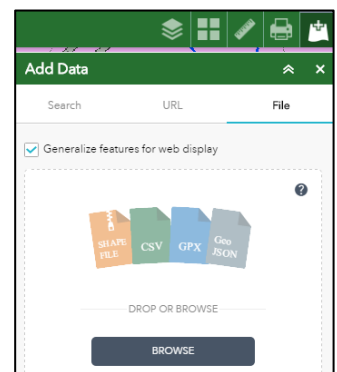 Add Data
Search URL File
Generalize features for web display
SHAPE FILE
CSV
GPX
Geo JSON
DROP OR BROWSE
BROWSE